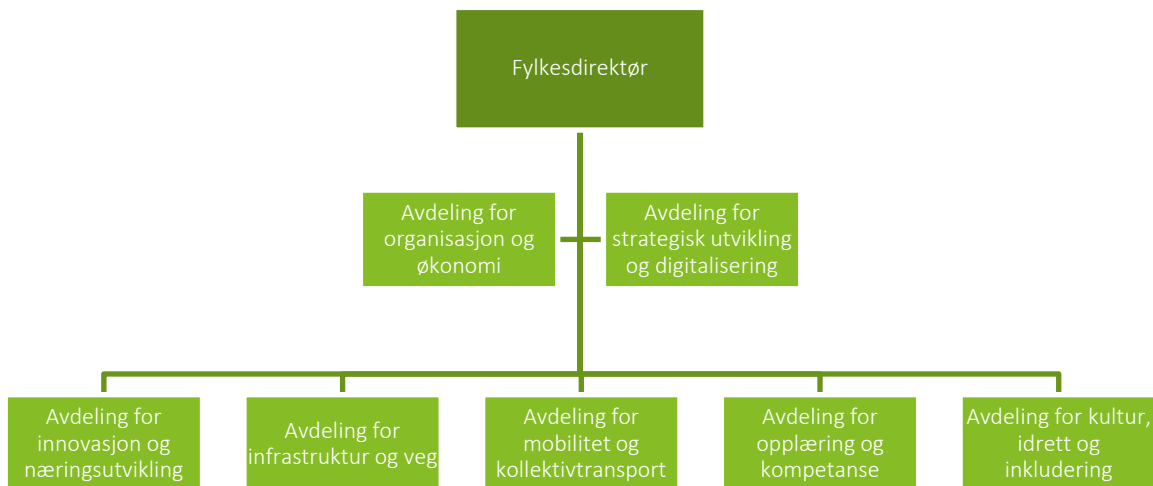 Fylkesdirektør
Avdeling for
organisasjon og
økonomi
Avdeling for
strategisk utvikling
og digitalisering
Avdeling for
innovasjon og
næringsutvikling
Avdeling for
infrastruktur og veg
Avdeling for
mobilitet og
kollektivtransport
Avdeling for
opplæring og
kompetanse
Avdeling for kultur,
idrett og
inkludering